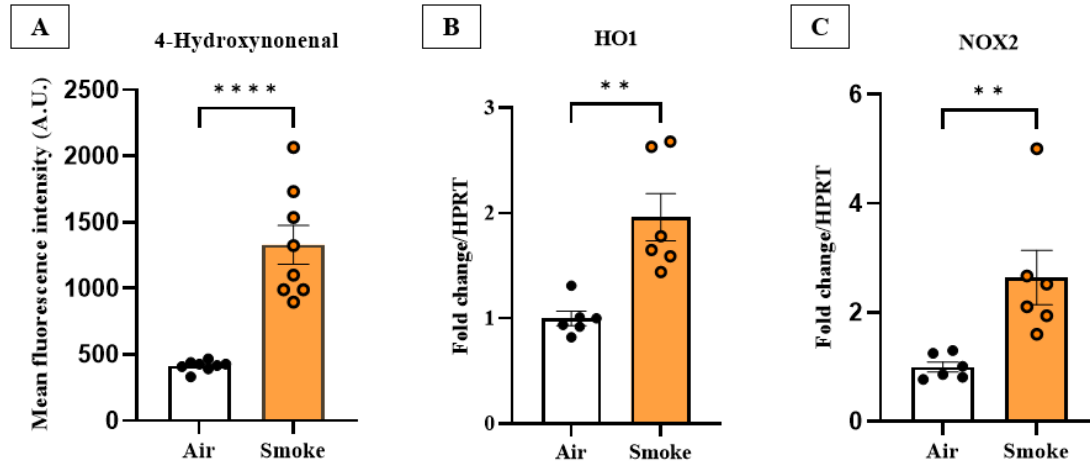 A
4-Hydroxynonenal
****
Mean fluorescence intensity (A.U.)
2500
2000
1500
1000
500
0
Air Smoke
B
HO1
**
Fold change/HPRT
3
2
1
0
Air Smoke
C
NOX2
**
Fold change/HPRT
6
4
2
0
Air Smoke